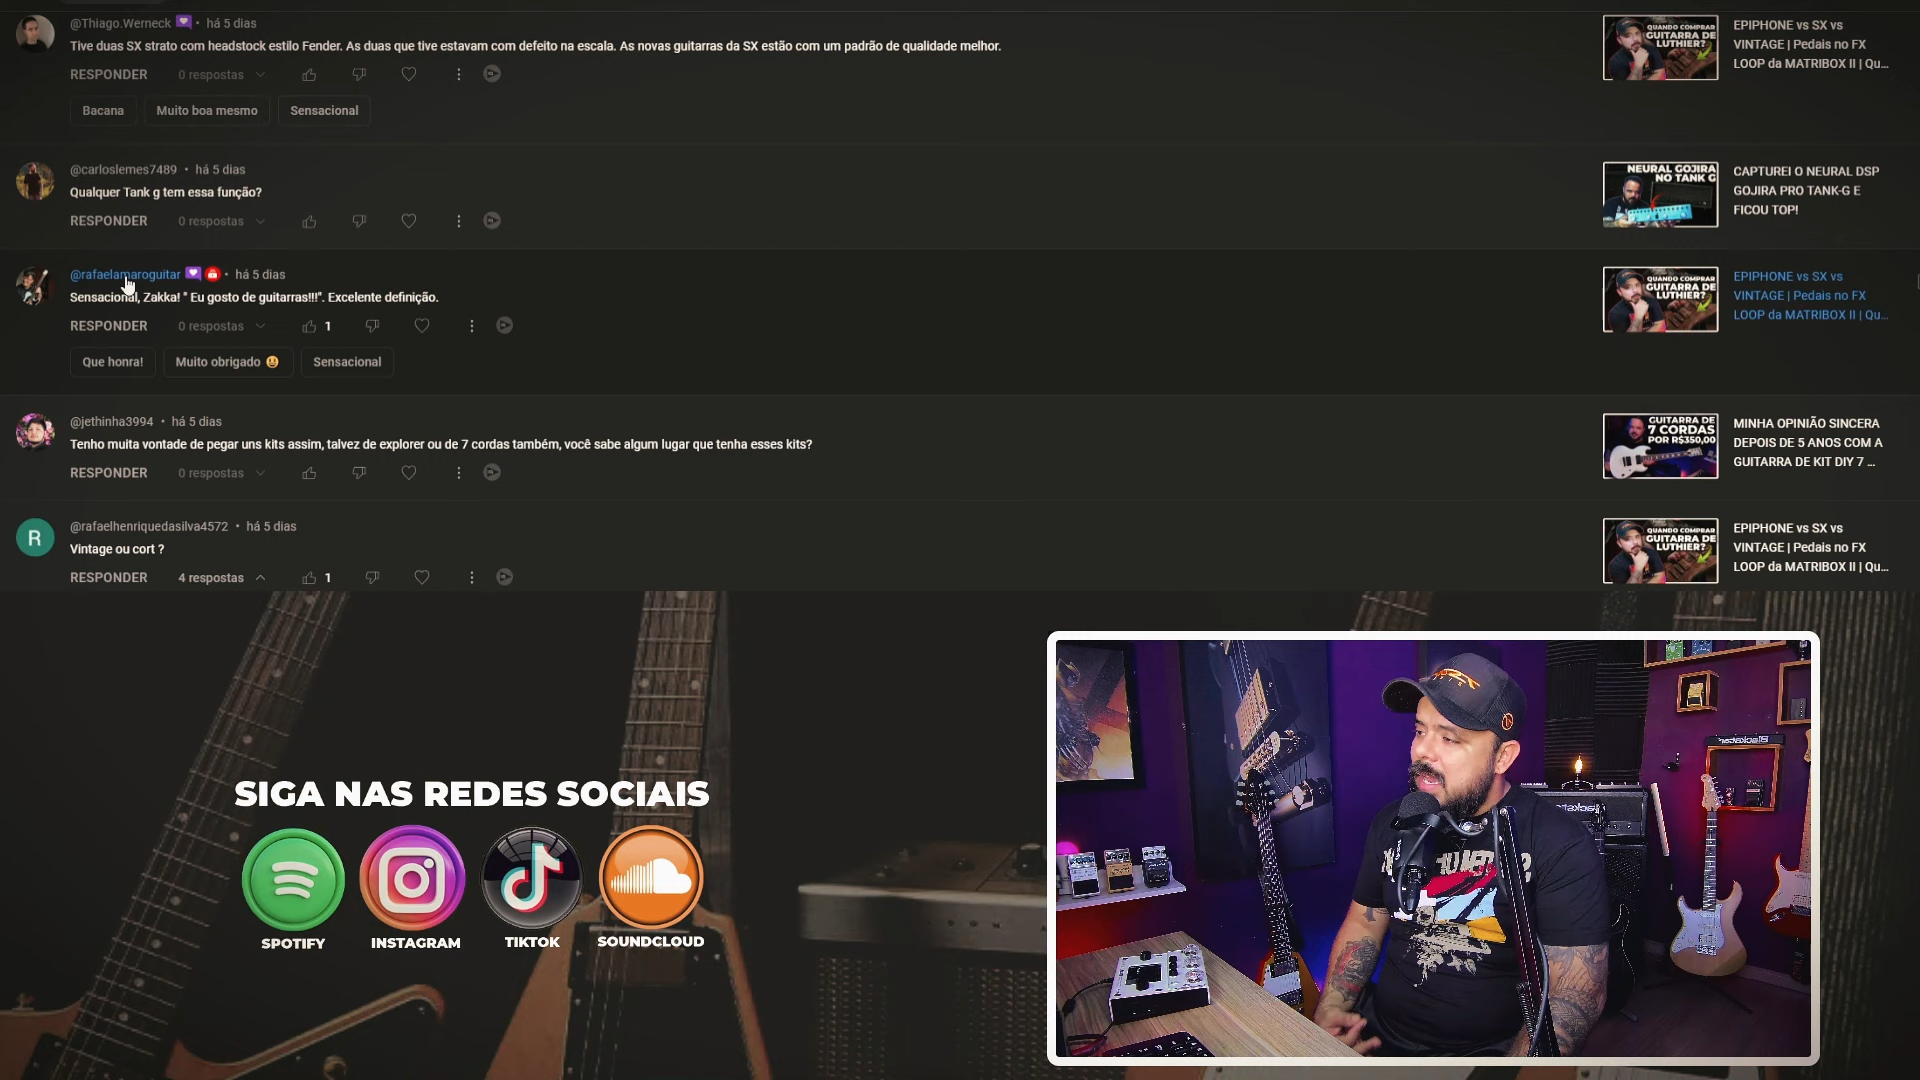 @Thiago.Werneck • há 5 dias
Tive duas SX strato com headstock estilo Fender. As duas que tive estavam com defeito na escala. As novas guitarras da SX estão com um padrão de qualidade melhor.
RESPONDER 0 respostas
Bacana Muito boa mesmo Sensacional
QUANDO COMPRAR
GUITARRA DE
LUTHIER?
EPIPHONE vs SX vs
VINTAGE | Pedais no FX
LOOP da MATRIBOX II | Qu...
@carloslemes7489 • há 5 dias
Qualquer Tank g tem essa função?
RESPONDER 0 respostas
NEURAL GOJIRA
NO TANK G
CAPTUREI O NEURAL DSP
GOJIRA PRO TANK-G E
FICOU TOP!
@rafaelamaroguitar • há 5 dias
Sensacional, Zakka! " Eu gosto de guitarras!!!". Excelente definição.
RESPONDER 0 respostas 1
Que honra! Muito obrigado 😃 Sensacional
QUANDO COMPRAR
GUITARRA DE
LUTHIER?
EPIPHONE vs SX vs
VINTAGE | Pedais no FX
LOOP da MATRIBOX II | Qu...
@jethinha3994 • há 5 dias
Tenho muita vontade de pegar uns kits assim, talvez de explorer ou de 7 cordas também, você sabe algum lugar que tenha esses kits?
RESPONDER 0 respostas
GUITARRA DE
7 CORDAS
POR R$350,00
MINHA OPINIÃO SINCERA
DEPOIS DE 5 ANOS COM A
GUITARRA DE KIT DIY 7 ...
R
@rafaelhenriquedasilva4572 • há 5 dias
Vintage ou cort ?
RESPONDER 4 respostas 1
QUANDO COMPRAR
GUITARRA DE
LUTHIER?
EPIPHONE vs SX vs
VINTAGE | Pedais no FX
LOOP da MATRIBOX II | Qu...
SIGA NAS REDES SOCIAIS
SPOTIFY INSTAGRAM TIKTOK SOUNDCLOUD